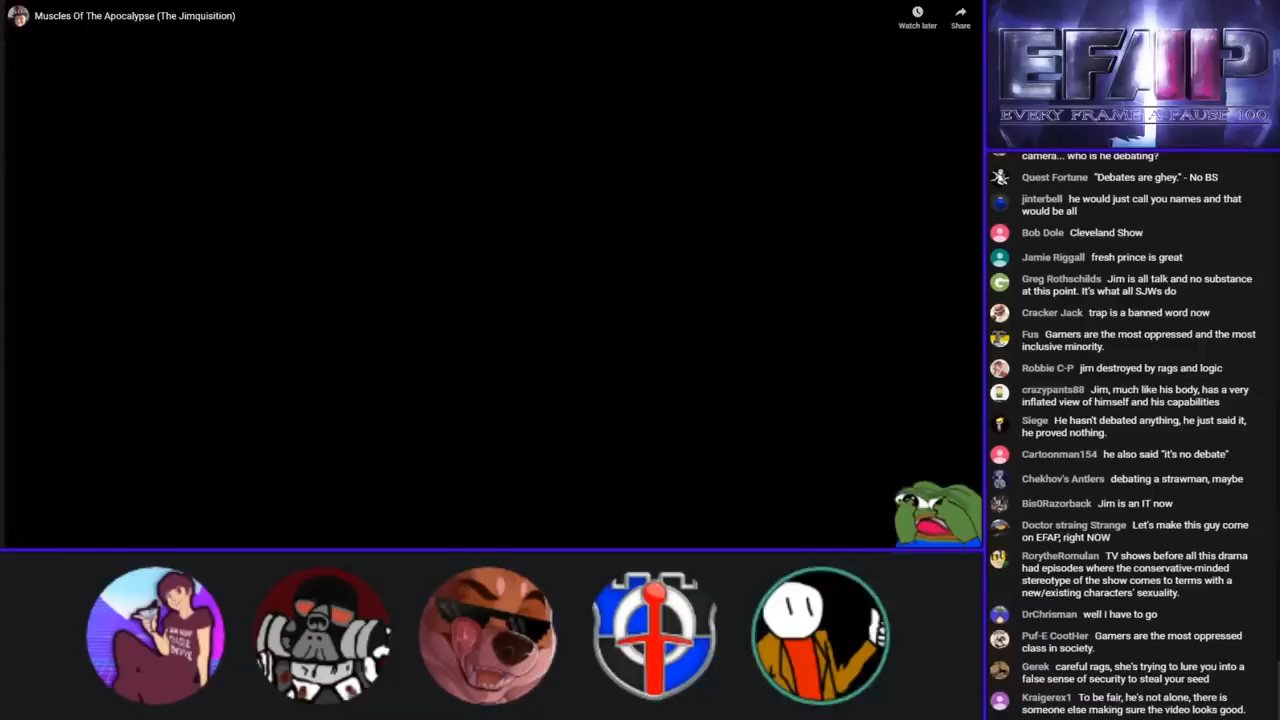 Muscles Of The Apocalypse (The Jimquisition)
Watch later
Share
EFAP
EVERY FRAME A PAUSE 100
camera... who is he debating?
Quest Fortune "Debates are ghey." - No BS
jinterbell he would just call you names and that
would be all
Bob Dole Cleveland Show
Jamie Riggall fresh prince is great
Greg Rothschilds Jim is all talk and no substance
at this point. It's what all SJWs do
Cracker Jack trap is a banned word now
Fus Gamers are the most oppressed and the most
inclusive minority.
Robbie C-P jim destroyed by rags and logic
crazypants88 Jim, much like his body, has a very
inflated view of himself and his capabilities
Siege He hasn't debated anything, he just said it,
he proved nothing.
Cartoonman154 he also said "it's no debate"
Chekhov's Antlers debating a strawman, maybe
Bis0Razorback Jim is an IT now
Doctor straing Strange Let's make this guy come
on EFAP, right NOW
RorytheRomulan TV shows before all this drama
had episodes where the conservative-minded
stereotype of the show comes to terms with a
new/existing characters' sexuality.
DrChrisman well I have to go
Puf-E CootHer Gamers are the most oppressed
class in society.
Gerek careful rags, she's trying to lure you into a
false sense of security to steal your seed
Kraigerex1 To be fair, he's not alone, there is
someone else making sure the video looks good.